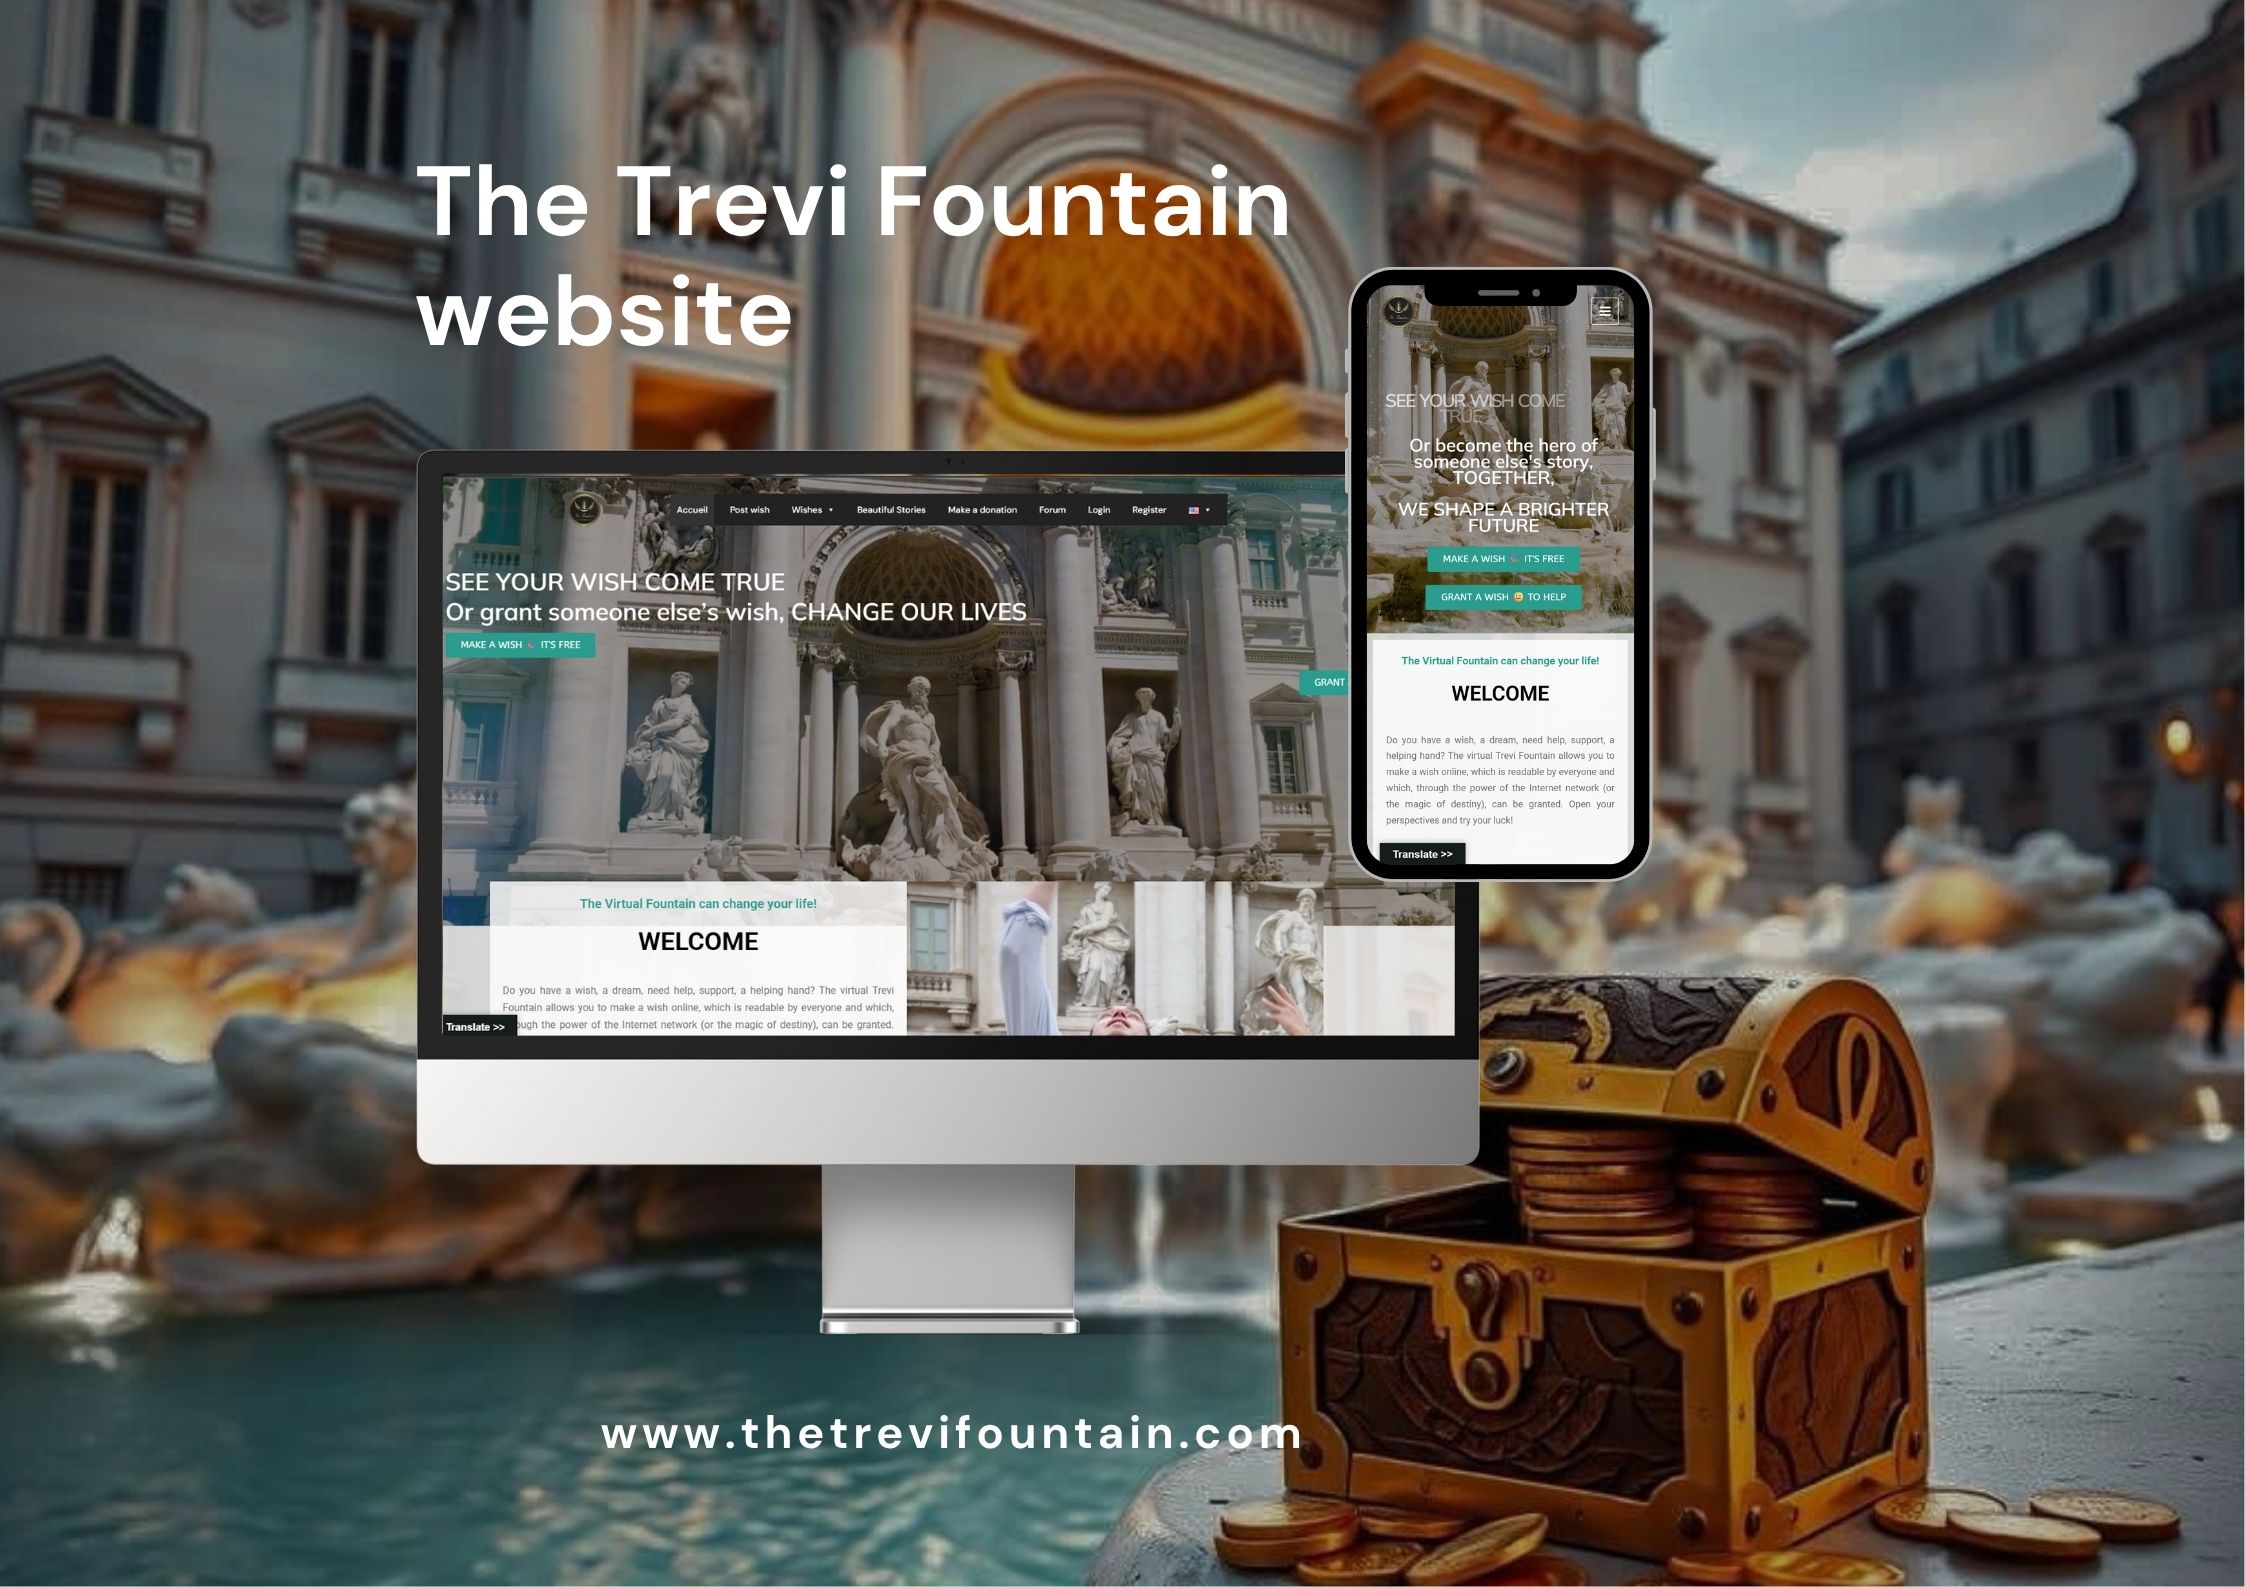 The Trevi Fountain
website
Accueil Post wish Wishes Beautiful Stories Make a donation Forum Login Register
SEE YOUR WISH COME TRUE
Or grant someone else's wish, CHANGE OUR LIVES
MAKE A WISH 🎉 IT'S FREE
GRANT
The Virtual Fountain can change your life!
WELCOME
Do you have a wish, a dream, need help, support, a helping hand? The virtual Trevi
Fountain allows you to make a wish online, which is readable by everyone and which,
ough the power of the Internet network (or the magic of destiny), can be granted.
Translate >>
SEE YOUR WISH COME
TRUE
Or become the hero of
someone else's story,
TOGETHER,
WE SHAPE A BRIGHTER
FUTURE
MAKE A WISH 🎉 IT'S FREE
GRANT A WISH 😀 TO HELP
The Virtual Fountain can change your life!
WELCOME
Do you have a wish, a dream, need help, support, a
helping hand? The virtual Trevi Fountain allows you to
make a wish online, which is readable by everyone and
which, through the power of the Internet network (or
the magic of destiny), can be granted. Open your
perspectives and try your luck!
Translate >>
www.thetrevifountain.com